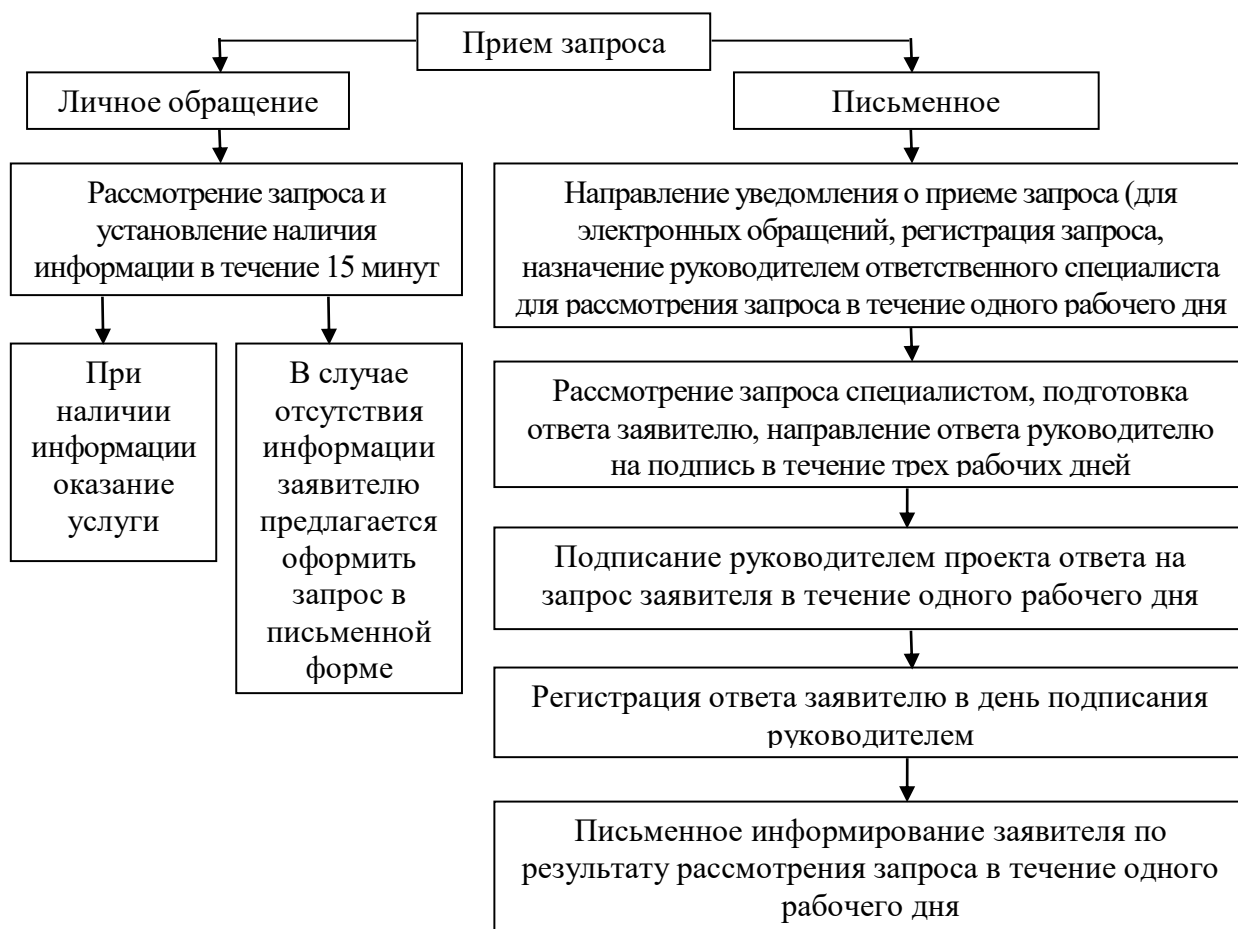 Прием запроса
Личное обращение
Письменное
Рассмотрение запроса и
установление наличия
информации в течение 15 минут
При
наличии
информации
оказание
услуги
В случае
отсутствия
информации
заявителю
предлагается
оформить
запрос в
письменной
форме
Направление уведомления о приеме запроса (для
электронных обращений, регистрация запроса,
назначение руководителем ответственного специалиста
для рассмотрения запроса в течение одного рабочего дня
Рассмотрение запроса специалистом, подготовка
ответа заявителю, направление ответа руководителю
на подпись в течение трех рабочих дней
Подписание руководителем проекта ответа на
запрос заявителя в течение одного рабочего дня
Регистрация ответа заявителю в день подписания
руководителем
Письменное информирование заявителя по
результату рассмотрения запроса в течение одного
рабочего дня